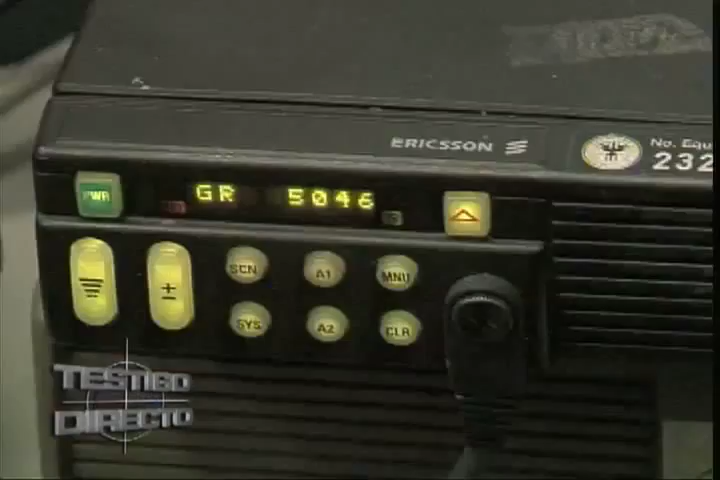 ERICSSON
No. Equ
232
PWR
GR 5046
±
SCN A1 MNU
SYS A2 CLR
TESTIGO
DIRECTO